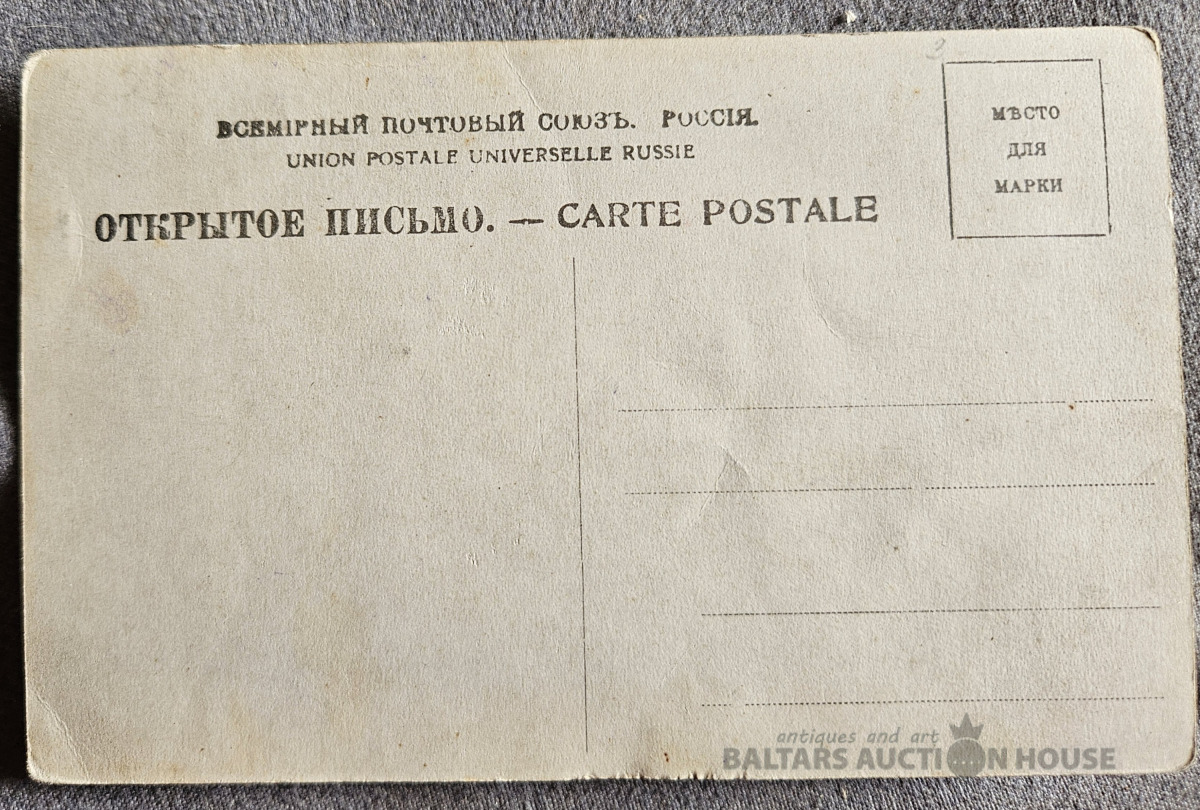 ВСЕМІРНЫЙ ПОЧТОВЫЙ СОЮЗЪ. РОССІЯ.
UNION POSTALE UNIVERSELLE RUSSIE
ОТКРЫТОЕ ПИСЬМО. — CARTE POSTALE
МѢСТО
ДЛЯ
МАРКИ
antiques and art
BALTARS AUCTION HOUSE